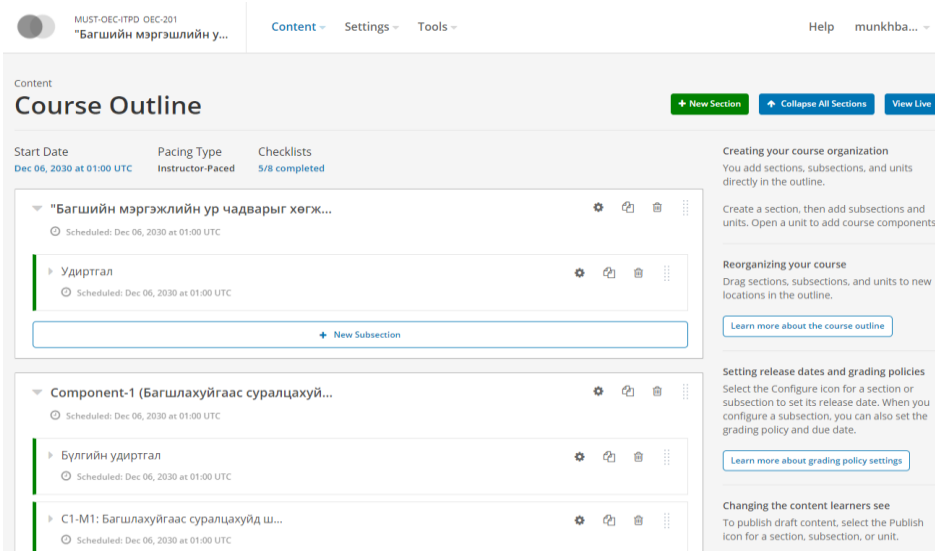 MUST-OEC-ITPD OEC-201
"Багшийн мэргэшлийн у...
Content
Settings
Tools
Help
munkhba...
Content
Course Outline
+ New Section
Collapse All Sections
View Live
Start Date
Pacing Type
Checklists
Dec 06, 2030 at 01:00 UTC
Instructor-Paced
5/8 completed
"Багшийн мэргэжлийн ур чадварыг хөгж...
Scheduled: Dec 06, 2030 at 01:00 UTC
Удиртгал
Scheduled: Dec 06, 2030 at 01:00 UTC
+ New Subsection
Component-1 (Багшлахуйгаас суралцахуй...
Scheduled: Dec 06, 2030 at 01:00 UTC
Бүлгийн удиртгал
Scheduled: Dec 06, 2030 at 01:00 UTC
C1-M1: Багшлахуйгаас суралцахуйд ш...
Scheduled: Dec 06, 2030 at 01:00 UTC
Creating your course organization
You add sections, subsections, and units
directly in the outline.
Create a section, then add subsections and
units. Open a unit to add course components
Reorganizing your course
Drag sections, subsections, and units to new
locations in the outline.
Learn more about the course outline
Setting release dates and grading policies
Select the Configure icon for a section or
subsection to set its release date. When you
configure a subsection, you can also set the
grading policy and due date.
Learn more about grading policy settings
Changing the content learners see
To publish draft content, select the Publish
icon for a section, subsection, or unit.